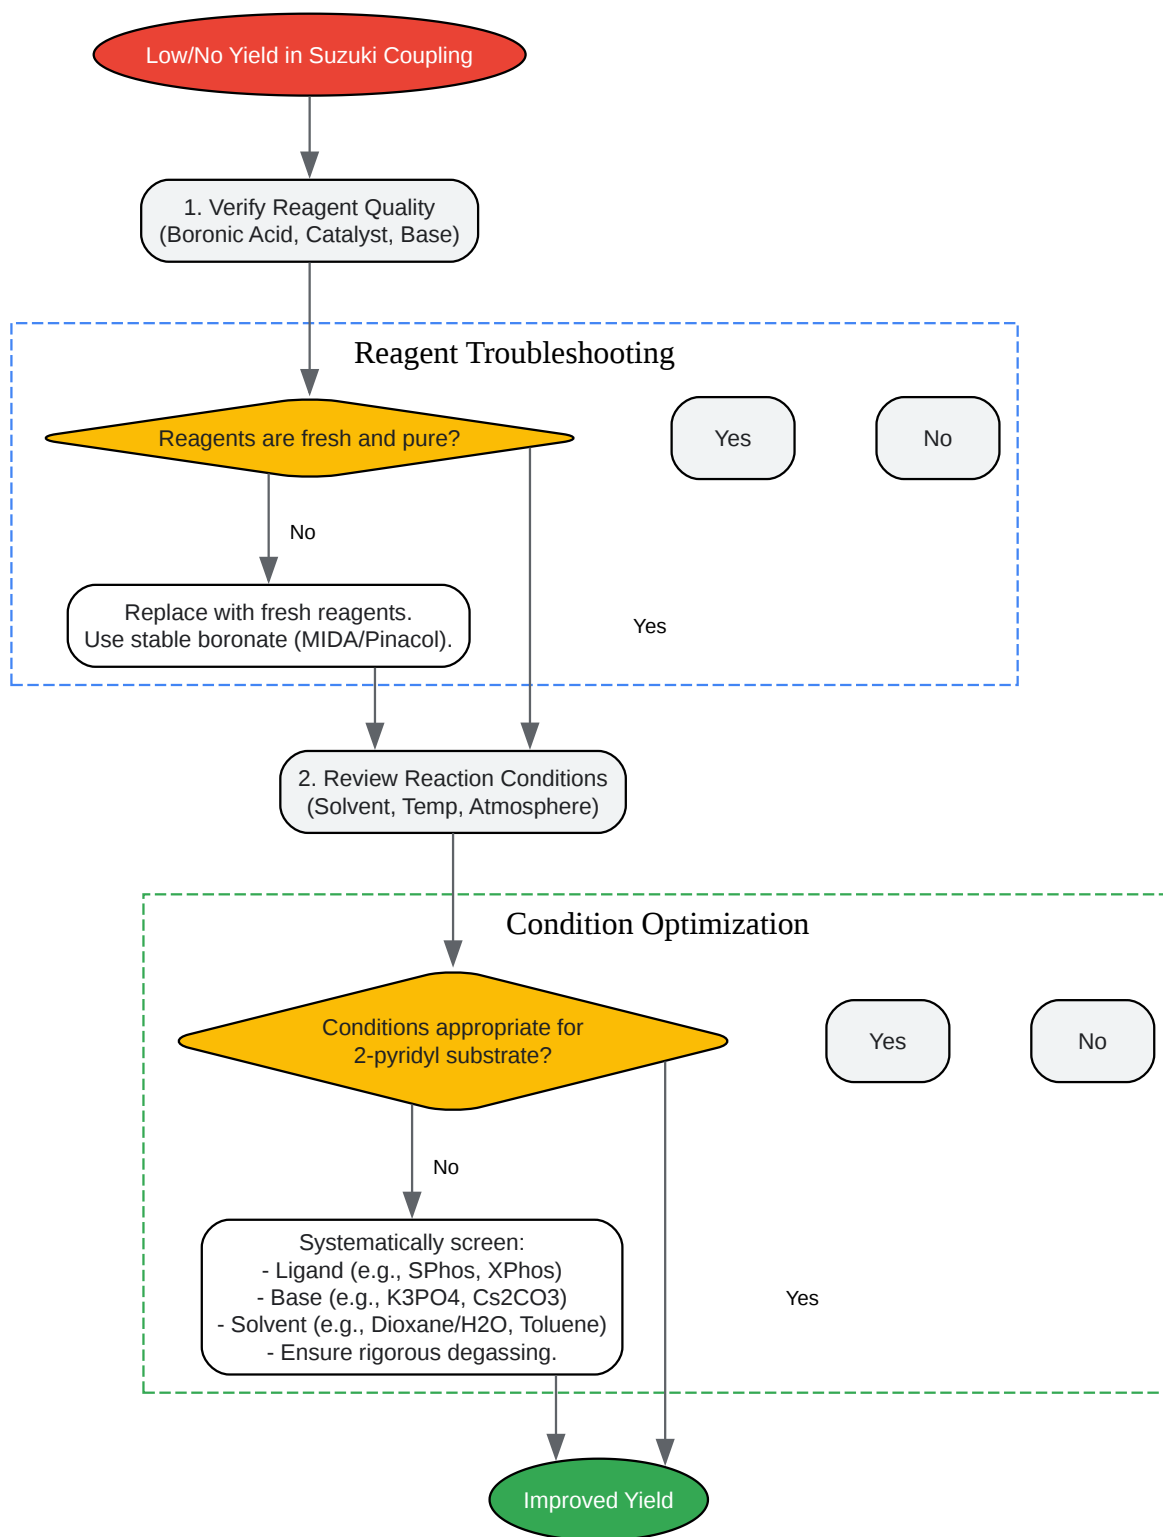 Low/No Yield in Suzuki Coupling
1. Verify Reagent Quality
(Boronic Acid, Catalyst, Base)
Reagent Troubleshooting
Reagents are fresh and pure?
Yes
No
No
Replace with fresh reagents.
Use stable boronate (MIDA/Pinacol).
Yes
2. Review Reaction Conditions
(Solvent, Temp, Atmosphere)
Condition Optimization
Conditions appropriate for
2-pyridyl substrate?
Yes
No
No
Systematically screen:
- Ligand (e.g., SPhos, XPhos)
- Base (e.g., K3PO4, Cs2CO3)
- Solvent (e.g., Dioxane/H2O, Toluene)
- Ensure rigorous degassing.
Yes
Improved Yield